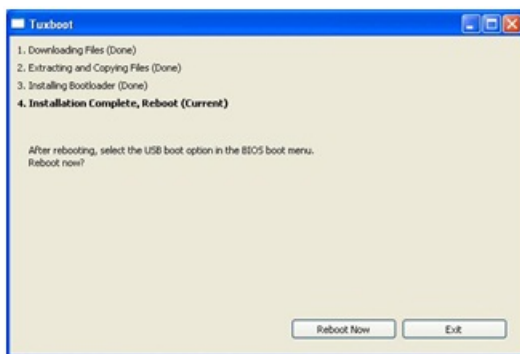 Tuxboot
1. Downloading Files (Done)
2. Extracting and Copying Files (Done)
3. Installing Bootloader (Done)
4. Installation Complete, Reboot (Current)
After rebooting, select the USB boot option in the BIOS boot menu.
Reboot now?
Reboot Now
Exit